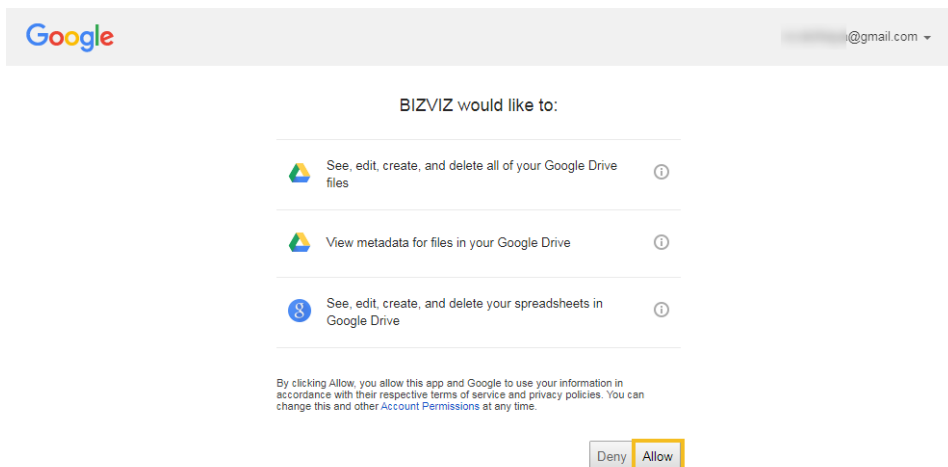 Google
@gmail.com
BIZVIZ would like to:
See, edit, create, and delete all of your Google Drive
files
View metadata for files in your Google Drive
8
See, edit, create, and delete your spreadsheets in
Google Drive
By clicking Allow, you allow this app and Google to use your information in
accordance with their respective terms of service and privacy policies. You can
change this and other Account Permissions at any time.
Deny Allow